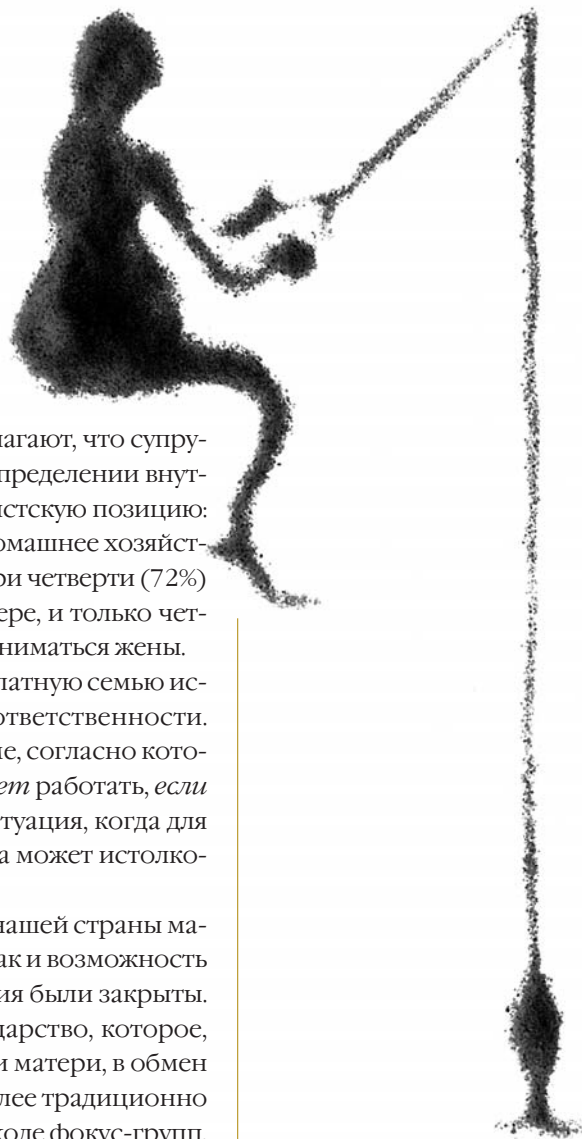 лагают, что супру-
пределении внут-
истскую позицию:
омашнее хозяйст-
ри четверти (72%)
ере, и только чет-
ниматься жены.
латную семью ис-
ответственности.
ие, согласно кото-
ет работать, если
туация, когда для
а может истолко-
нашей страны ма-
ак и возможность
ия были закрыты.
дарство, которое,
и матери, в обмен
лее традиционно
ходе фокус-групп